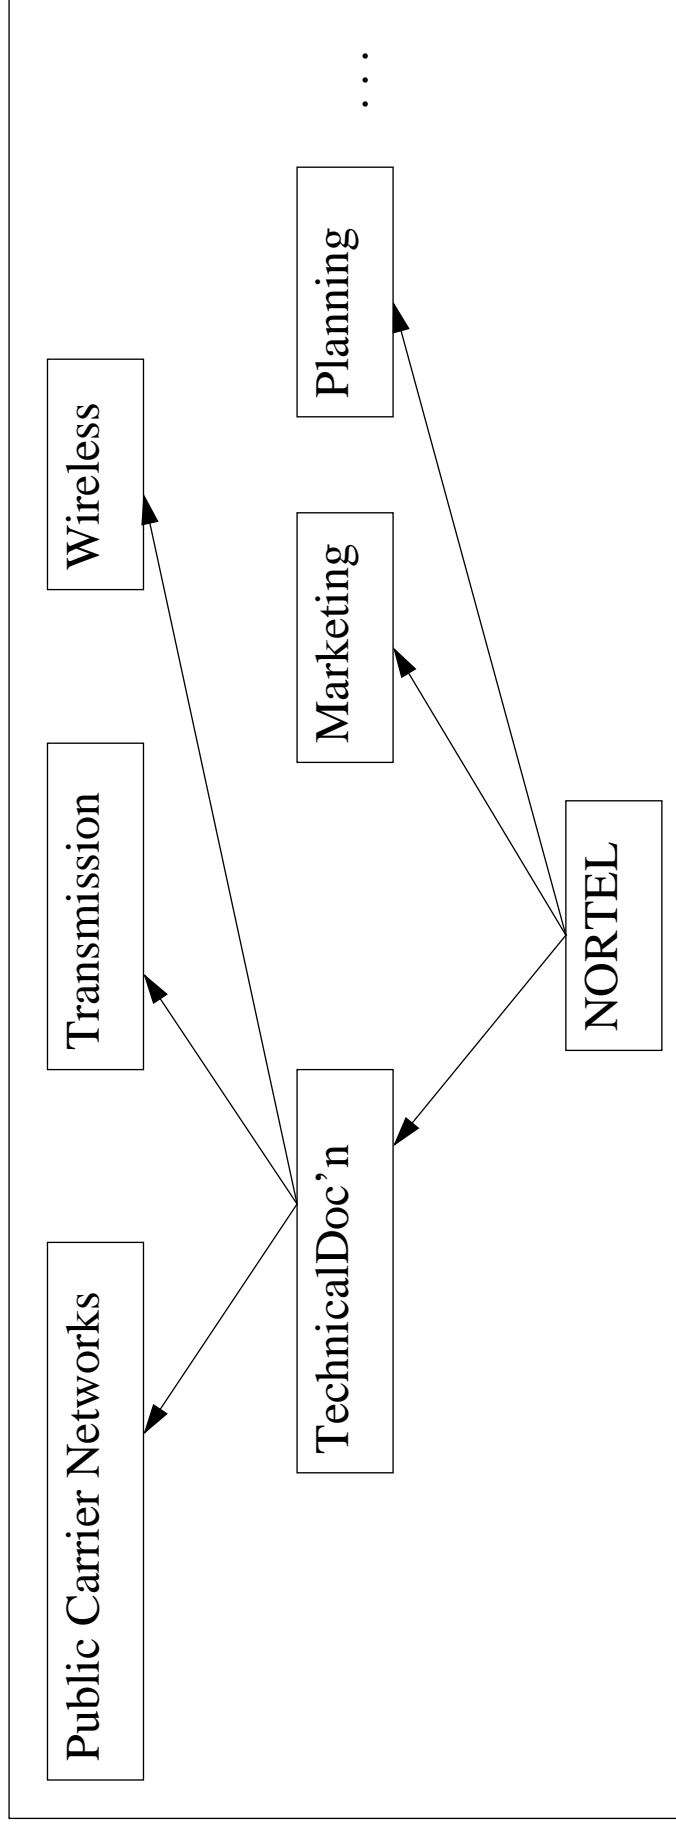 Public Carrier Networks
Transmission
Wireless
TechnicalDoc’n
Marketing
Planning
. . .
NORTEL